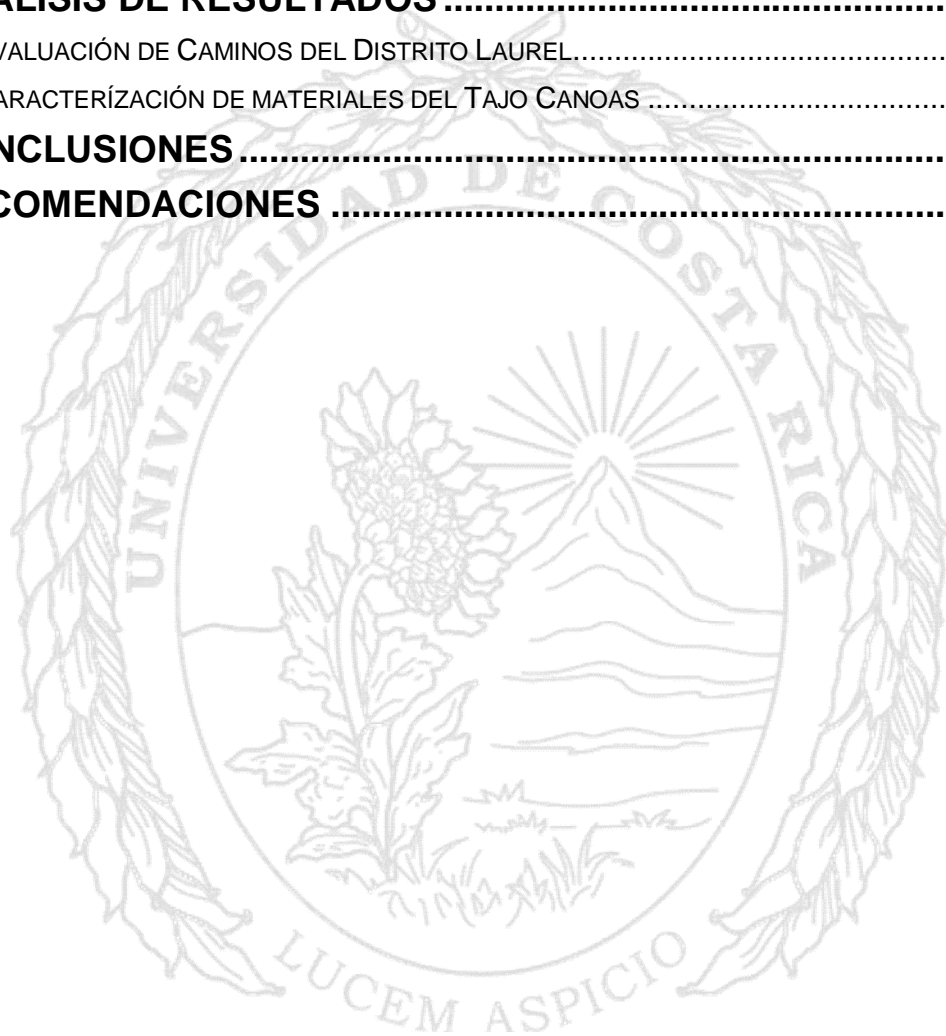 ÁLISIS DE RESULTADOS
VALUACIÓN DE CAMINOS DEL DISTRITO LAUREL
ARACTERÍZACIÓN DE MATERIALES DEL TAJO CANOAS
NCLUSIONES
COMENDACIONES
UNIVERSIDAD DE COSTA RICA
LUCEM ASPICIO